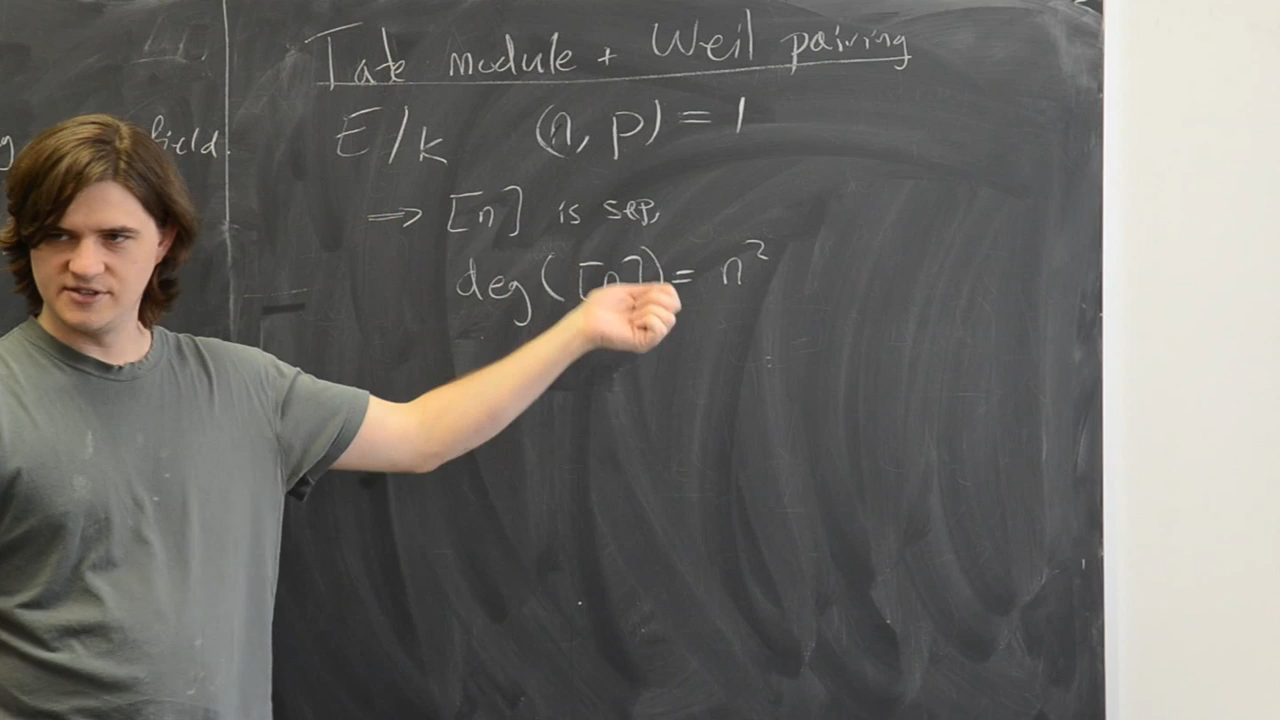 field.
Tate module + Weil pairing
E/k (n, p) = 1
⟹ [n] is sep.
deg([n]) = n²